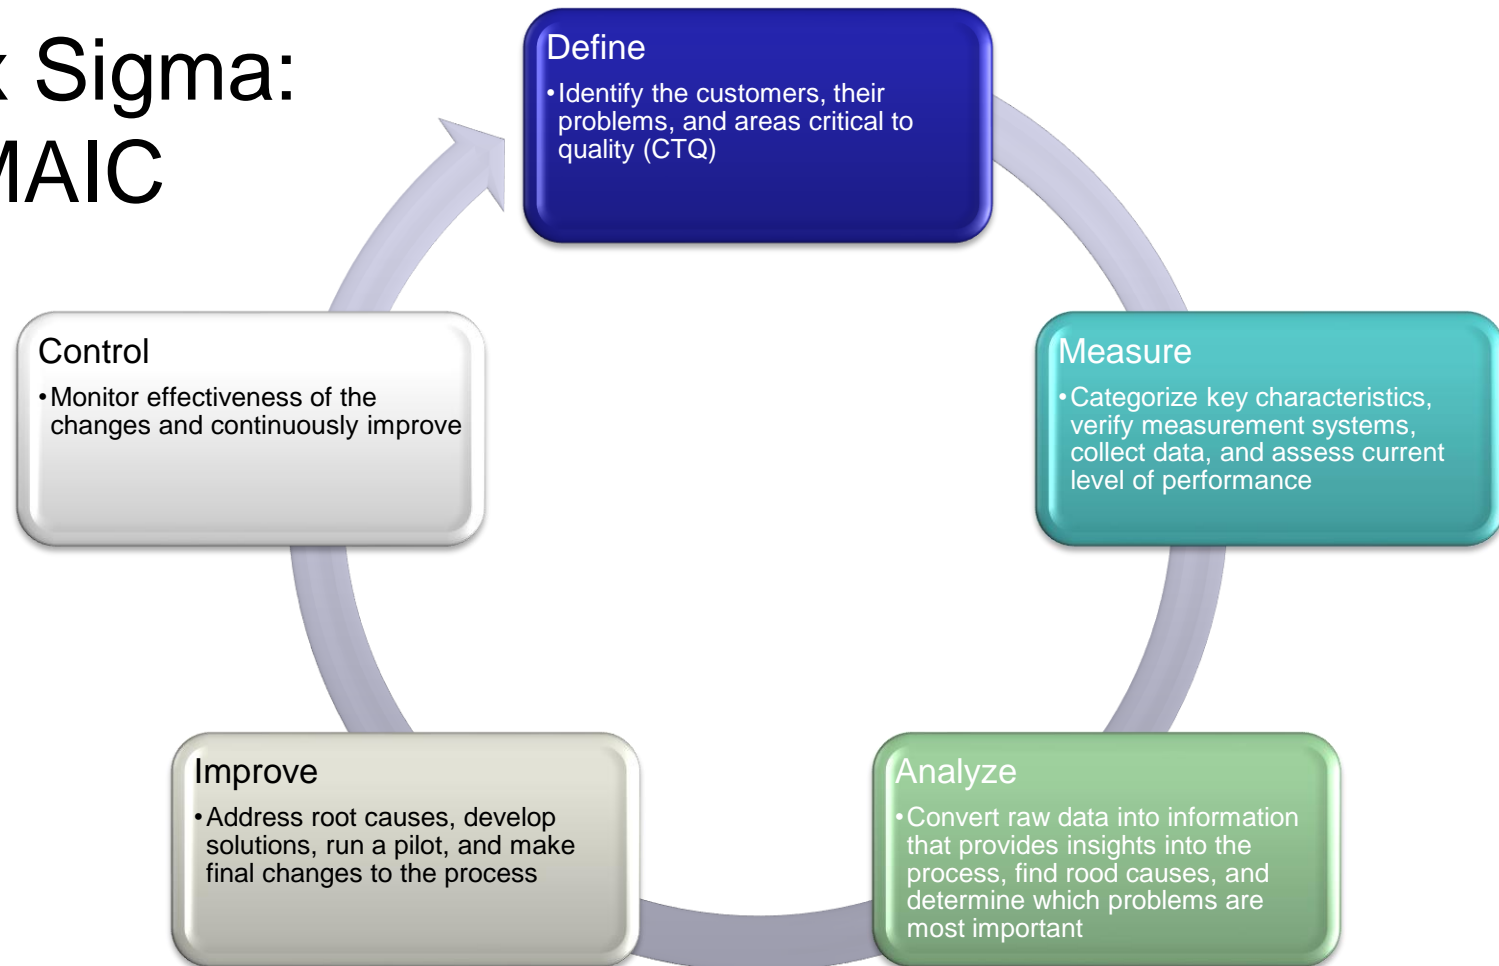 x Sigma:
MAIC
Define
•Identify the customers, their
problems, and areas critical to
quality (CTQ)
Measure
•Categorize key characteristics,
verify measurement systems,
collect data, and assess current
level of performance
Analyze
•Convert raw data into information
that provides insights into the
process, find rood causes, and
determine which problems are
most important
Improve
•Address root causes, develop
solutions, run a pilot, and make
final changes to the process
Control
•Monitor effectiveness of the
changes and continuously improve